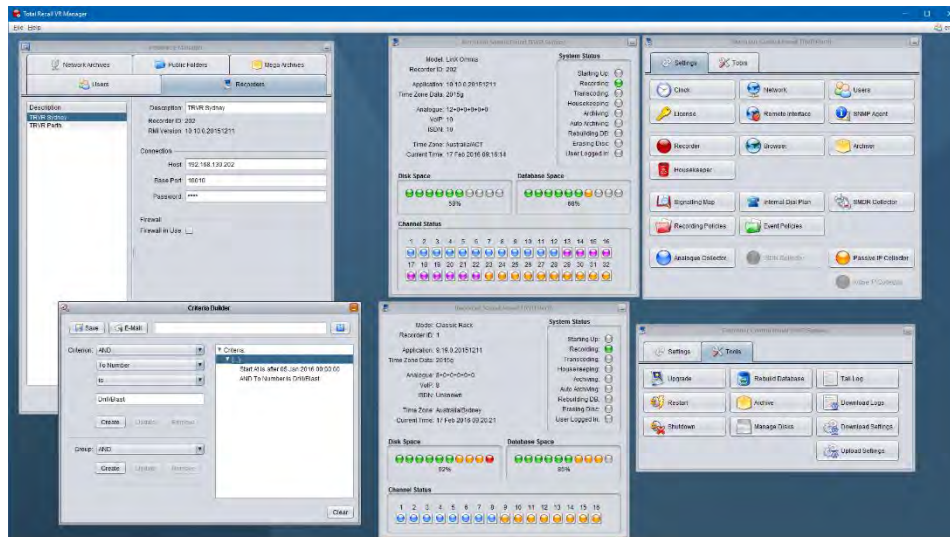 Total Recall VR Manager
File Help
Network Archives
Public Folders
Mega Archives
Users
Recorders
Description
TRVR Sydney
TRVR Perth
Description: TRVR Sydney
Recorder ID: 202
RMI Version: 10.10.0.20151211
Connection
Host: 192.168.130.202
Base Port: 16010
Password: ****
Firewall
Firewall in Use
Model: LinX Omnia
Recorder ID: 202
Application: 10.10.0.20151211
Time Zone Data: 2015g
Analogue: 12+0+0+0+0+0
VoIP: 10
ISDN: 10
Time Zone: Australia/ACT
Current Time: 17 Feb 2016 09:18:14
System Status
Starting Up:
Recording:
Transcoding:
Housekeeping:
Archiving:
Auto Archiving:
Rebuilding DB:
Erasing Disc:
User Logged In:
Disk Space
Database Space
Channel Status
1 2 3 4 5 6 7 8 9 10 11 12 13 14 15 16
17 18 19 20 21 22 23 24 25 26 27 28 29 30 31 32
Settings
Tools
Clock
Network
Users
License
Remote Interface
SNMP Agent
Recorder
Browser
Archiver
Housekeeper
Signalling Map
Internal Dial Plan
SMDR Collector
Recording Policies
Event Policies
Analogue Collector
Passive IP Collector
Criteria Builder
Save
E-Mail
Criterion: AND
To Number
is
Drill/Blast
Create
Update
Remove
Group: AND
Create
Update
Remove
Criteria
Start At is after 05 Jan 2016 09:00:00
AND To Number is Drill/Blast
Clear
Model: Classic Rack
Recorder ID: 1
Application: 9.19.0.20151211
Time Zone Data: 2015g
Analogue: 8+0+0+0+0+0
VoIP: 8
ISDN: Unknown
Time Zone: Australia/Sydney
Current Time: 17 Feb 2016 09:20:21
System Status
Starting Up:
Recording:
Transcoding:
Housekeeping:
Archiving:
Auto Archiving:
Rebuilding DB:
Erasing Disc:
User Logged In:
Disk Space
92%
Database Space
85%
Channel Status
1 2 3 4 5 6 7 8 9 10 11 12 13 14 15 16
Settings
Tools
Upgrade
Rebuild Database
Tail Log
Restart
Archive
Download Logs
Shutdown
Manage Disks
Download Settings
Upload Settings